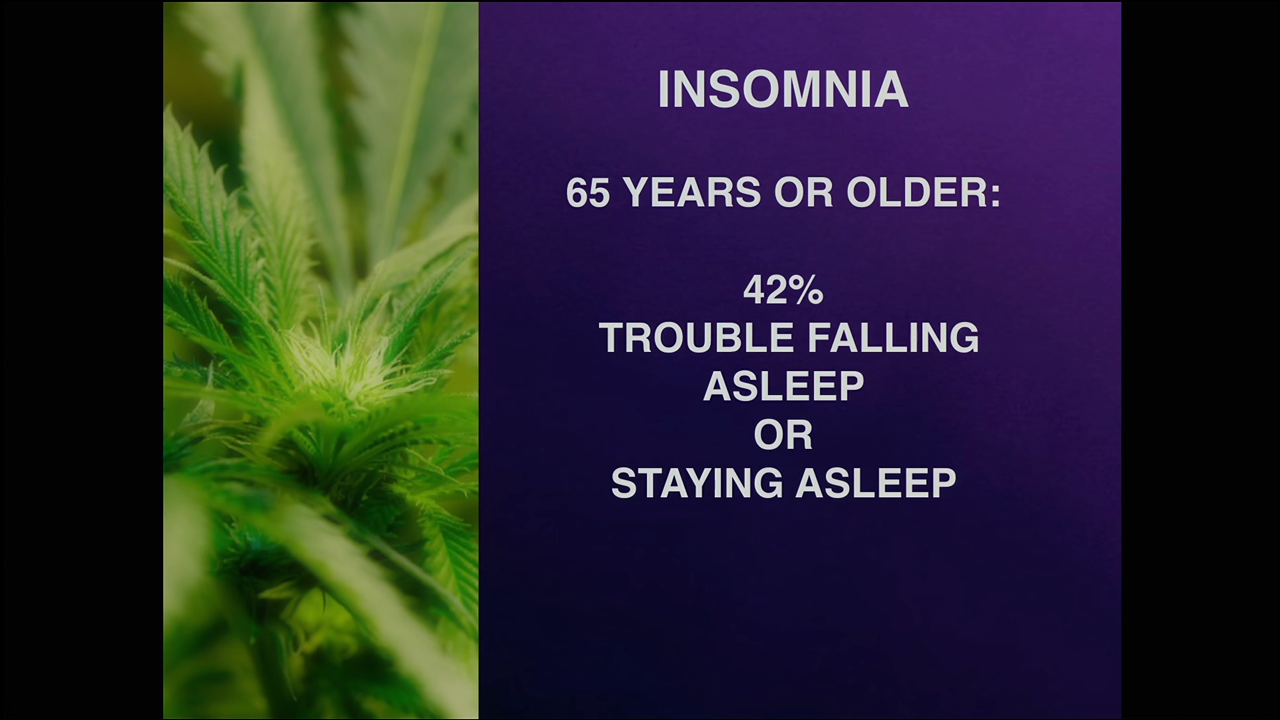 INSOMNIA
65 YEARS OR OLDER:
42%
TROUBLE FALLING
ASLEEP
OR
STAYING ASLEEP